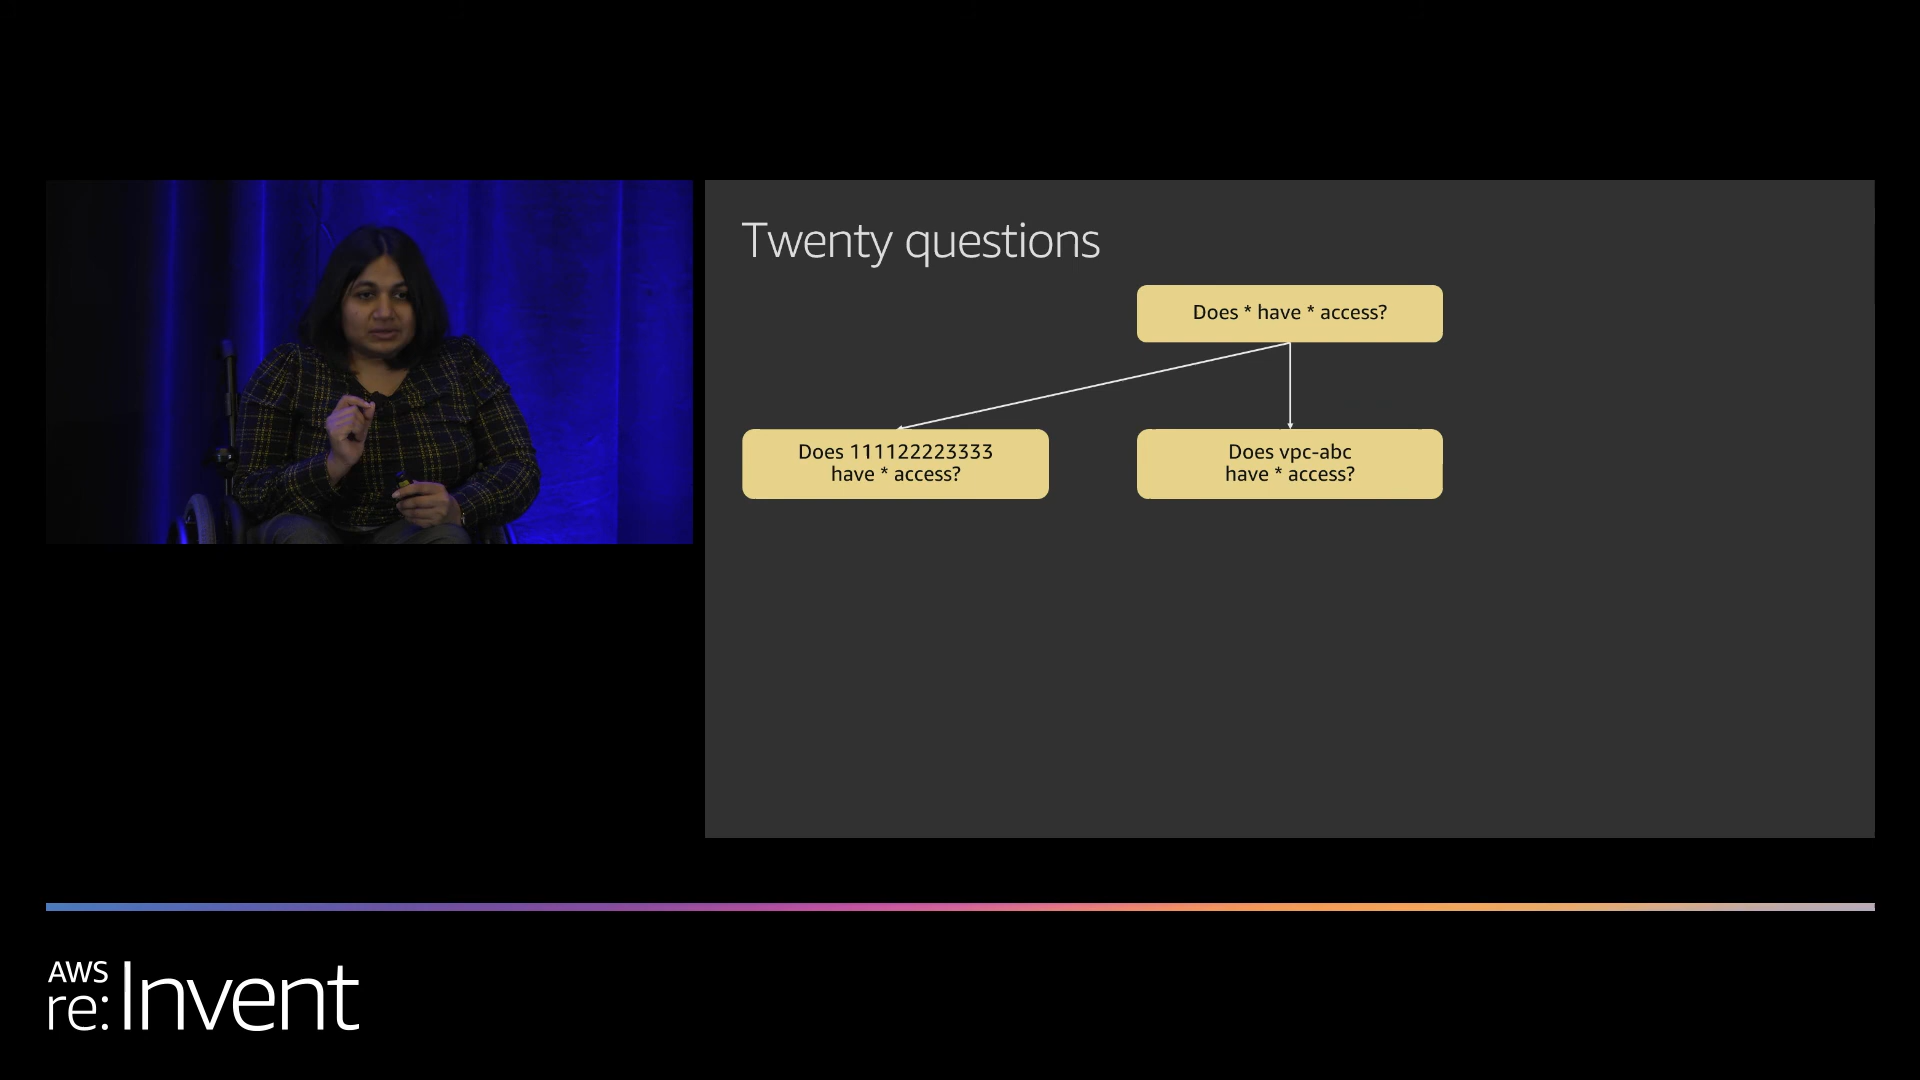 Twenty questions
Does * have * access?
Does 111122223333
have * access?
Does vpc-abc
have * access?
AWS
re:Invent